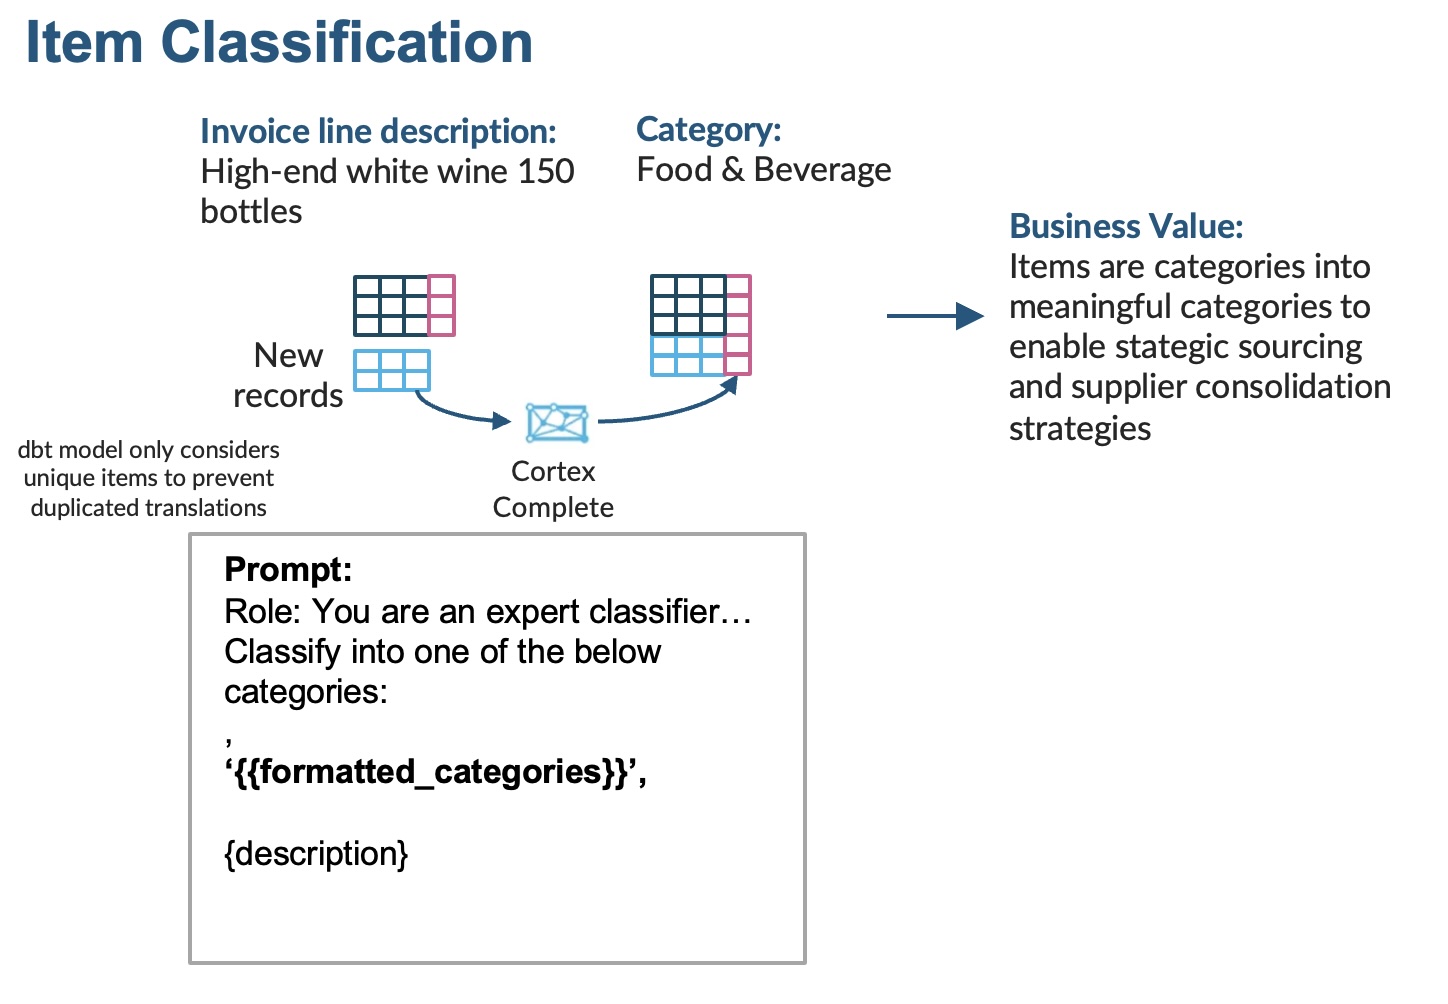 Item Classification
Invoice line description:
High-end white wine 150
bottles
Category:
Food & Beverage
Business Value:
Items are categories into
meaningful categories to
enable stategic sourcing
and supplier consolidation
strategies
New
records
dbt model only considers
unique items to prevent
duplicated translations
Cortex
Complete
Prompt:
Role: You are an expert classifier…
Classify into one of the below
categories:
,
‘{{formatted_categories}}’,
{description}